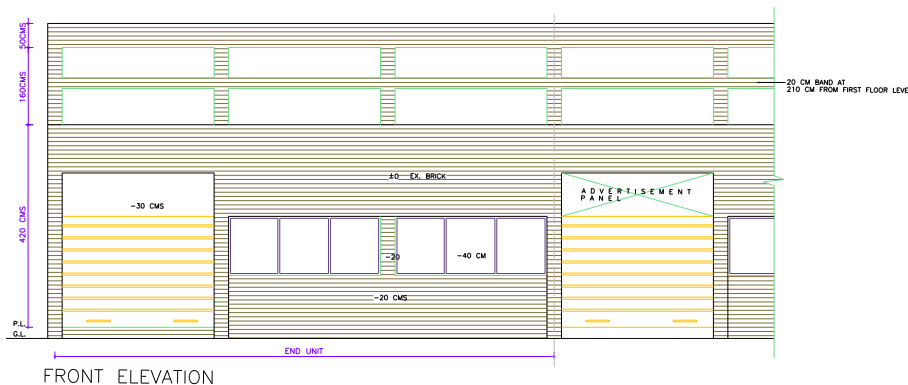 50CMS
160CMS
20 CM BAND AT
210 CM FROM FIRST FLOOR LEVE
±0 EX. BRICK
ADVERTISEMENT
PANEL
-30 CMS
420 CMS
-20
-40 CM
-20 CMS
P.L.
G.L.
END UNIT
FRONT ELEVATION